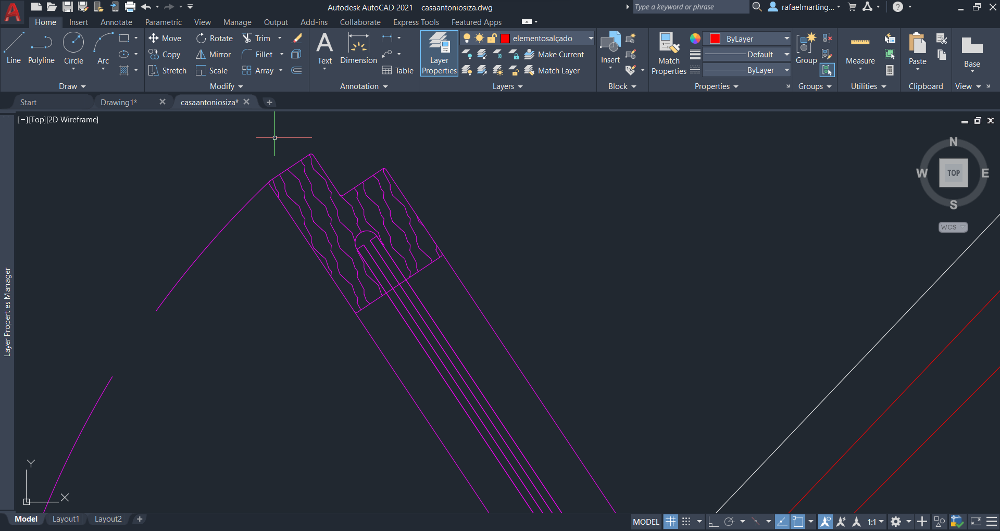 Autodesk AutoCAD 2021 casaantoniosiza.dwg
Type a keyword or phrase
rafaelmarting...
Home Insert Annotate Parametric View Manage Output Add-ins Collaborate Express Tools Featured Apps
Line Polyline Circle Arc
Draw
Move Rotate Trim
Copy Mirror Fillet
Stretch Scale Array
Modify
Text Dimension
Table
Annotation
Layer
Properties
elementosalçado
Make Current
Match Layer
Layers
Insert
Block
Match
Properties
ByLayer
Default
ByLayer
Properties
Group
Groups
Measure
Utilities
Paste
Clipboard
Base
View
Start Drawing1* casaantoniosiza*
[−][Top][2D Wireframe]
N
W TOP E
S
WCS
Layer Properties Manager
Y
X
Model Layout1 Layout2
MODEL 1:1